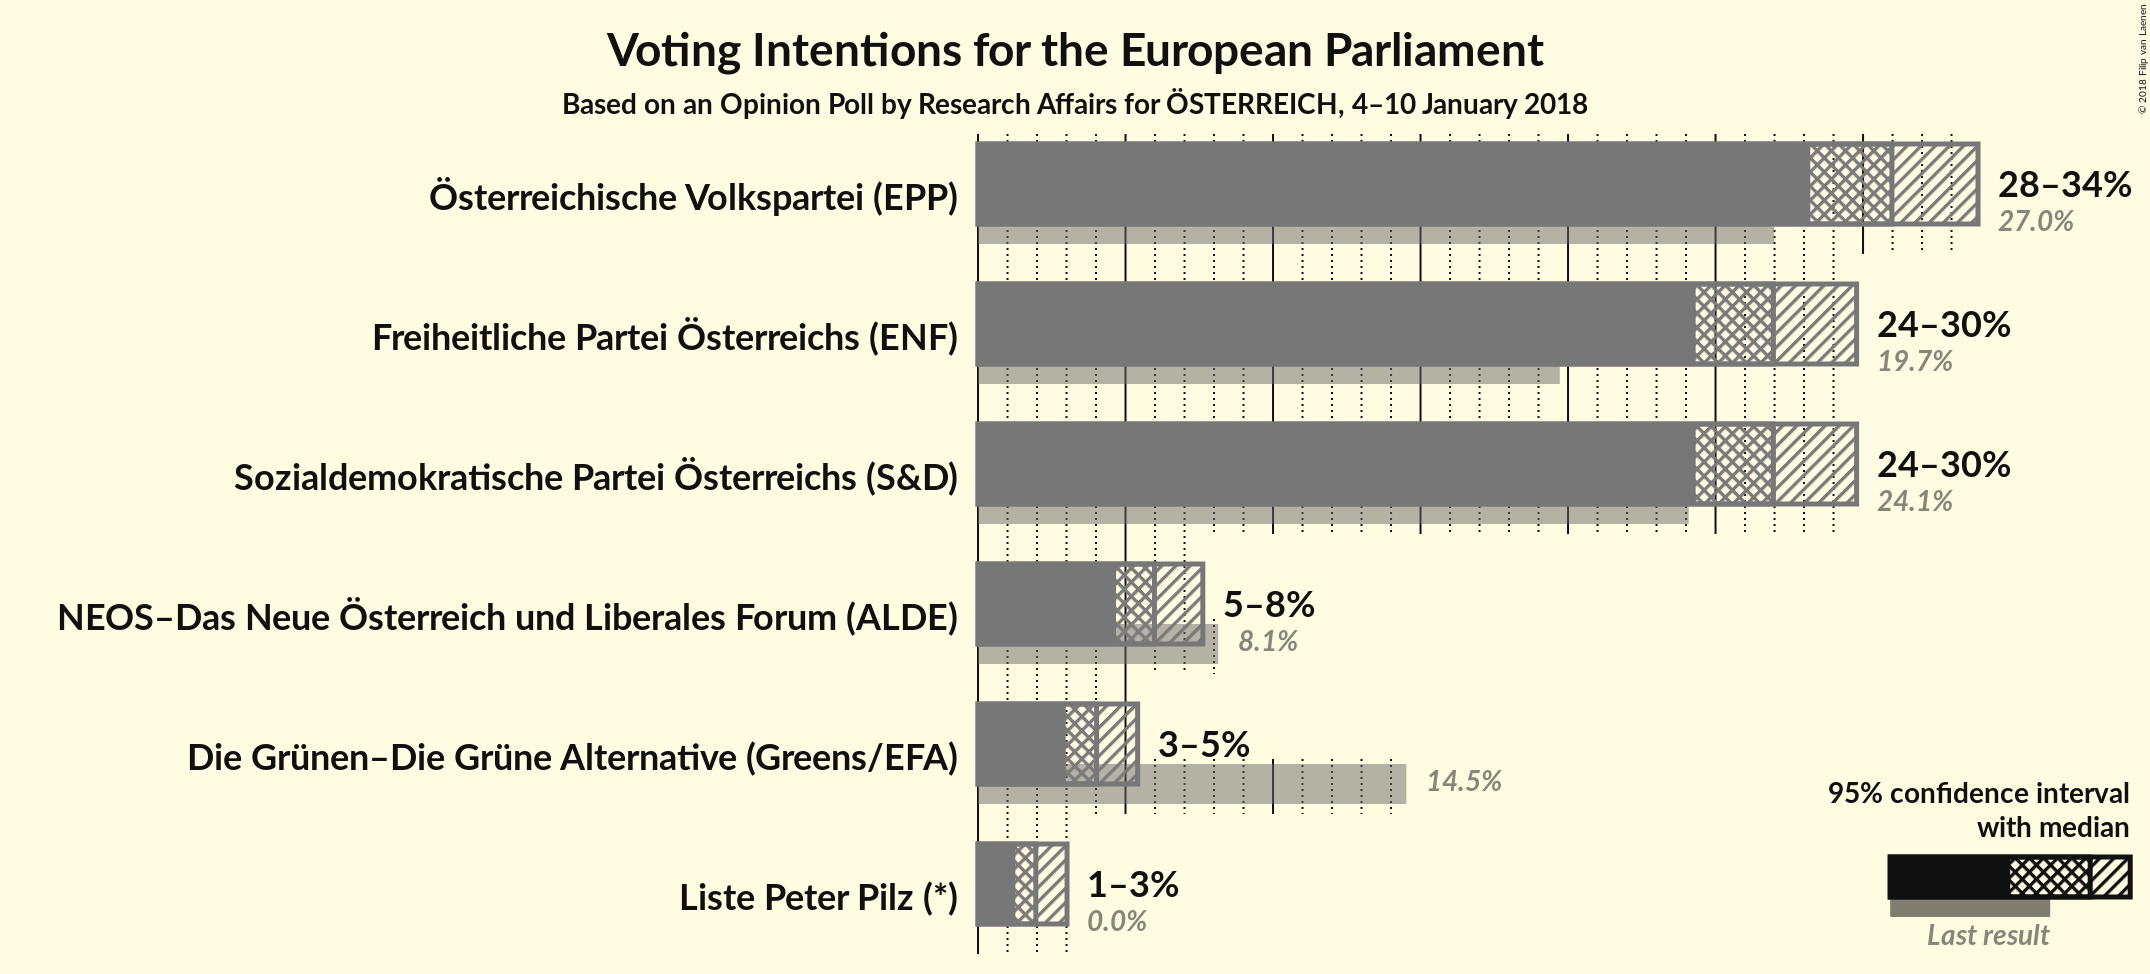 Voting Intentions for the European Parliament
Based on an Opinion Poll by Research Affairs for ÖSTERREICH, 4–10 January 2018
© 2018 Filip van Laenen
Österreichische Volkspartei (EPP)
28–34%
27.0%
Freiheitliche Partei Österreichs (ENF)
24–30%
19.7%
Sozialdemokratische Partei Österreichs (S&D)
24–30%
24.1%
NEOS–Das Neue Österreich und Liberales Forum (ALDE)
5–8%
8.1%
Die Grünen–Die Grüne Alternative (Greens/EFA)
3–5%
14.5%
Liste Peter Pilz (*)
1–3%
0.0%
95% confidence interval
with median
Last result